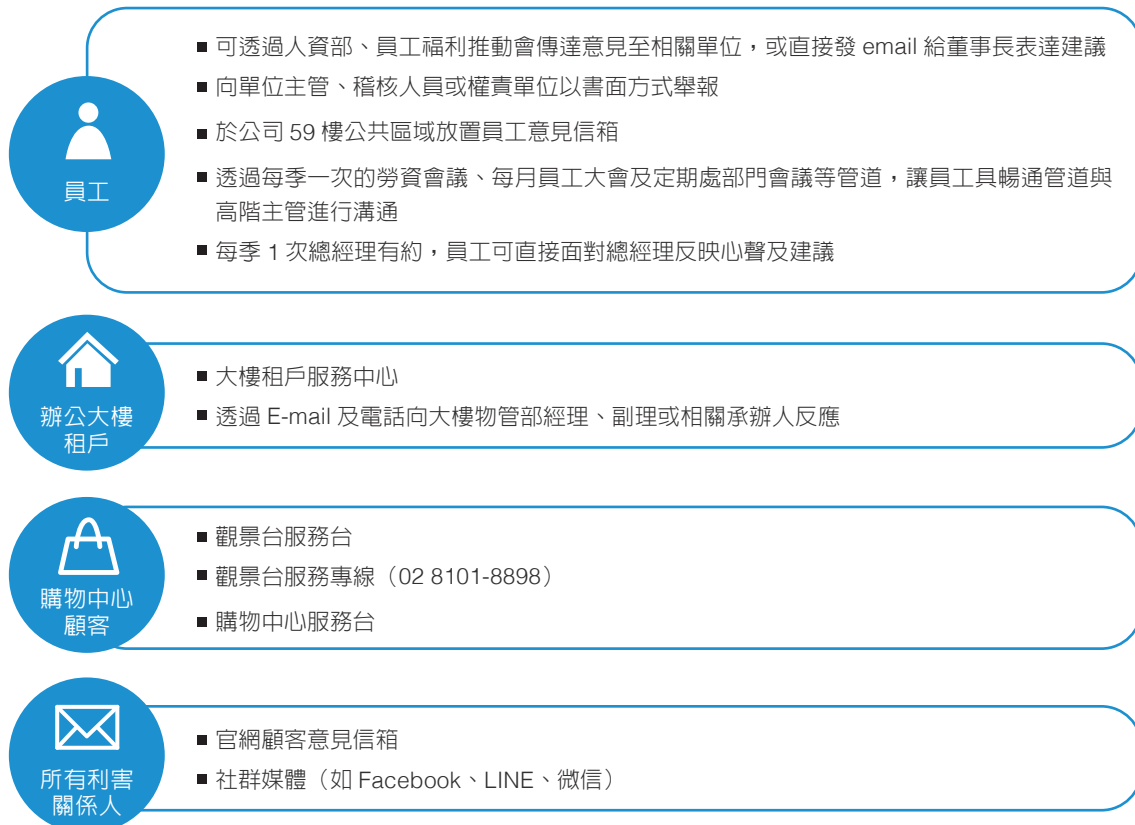 員工
■ 可透過人資部、員工福利推動會傳達意見至相關單位，或直接發 email 給董事長表達建議
■ 向單位主管、稽核人員或權責單位以書面方式舉報
■ 於公司 59 樓公共區域放置員工意見信箱
■ 透過每季一次的勞資會議、每月員工大會及定期處部門會議等管道，讓員工具暢通管道與
高階主管進行溝通
■ 每季 1 次總經理有約，員工可直接面對總經理反映心聲及建議
辦公大樓
租戶
■ 大樓租戶服務中心
■ 透過 E-mail 及電話向大樓物管部經理、副理或相關承辦人反應
購物中心
顧客
■ 觀景台服務台
■ 觀景台服務專線（02 8101-8898）
■ 購物中心服務台
所有利害
關係人
■ 官網顧客意見信箱
■ 社群媒體（如 Facebook、LINE、微信）